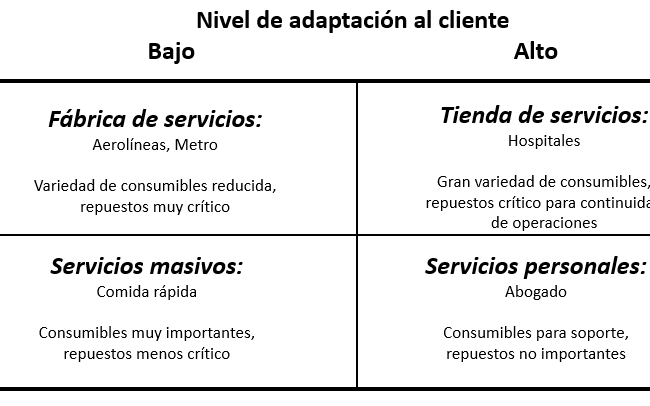 Nivel de adaptación al cliente
Bajo
Alto
Fábrica de servicios:
Aerolíneas, Metro
Variedad de consumibles reducida,
repuestos muy crítico
Tienda de servicios:
Hospitales
Gran variedad de consumibles,
repuestos crítico para continuida
de operaciones
Servicios masivos:
Comida rápida
Consumibles muy importantes,
repuestos menos crítico
Servicios personales:
Abogado
Consumibles para soporte,
repuestos no importantes